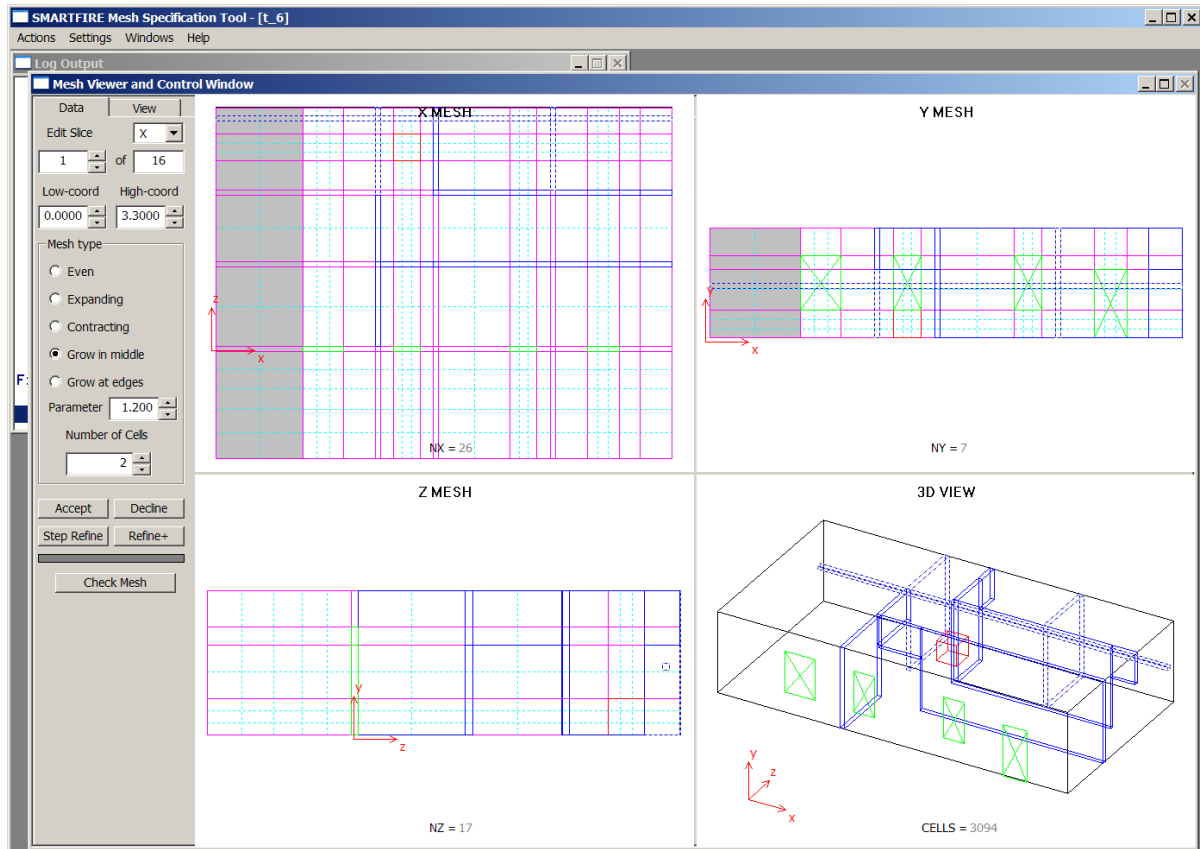 SMARTFIRE Mesh Specification Tool - [t_6]
Actions Settings Windows Help
Log Output
Mesh Viewer and Control Window
Data View
Edit Slice X
1 of 16
Low-coord High-coord
0.0000 3.3000
Mesh type
Even
Expanding
Contracting
Grow in middle
Grow at edges
Parameter 1.200
Number of Cells
2
Accept Decline
Step Refine Refine+
Check Mesh
F:
X MESH
z
x
NX = 26
Y MESH
y
x
NY = 7
Z MESH
y
z
NZ = 17
3D VIEW
y
z
x
CELLS = 3094